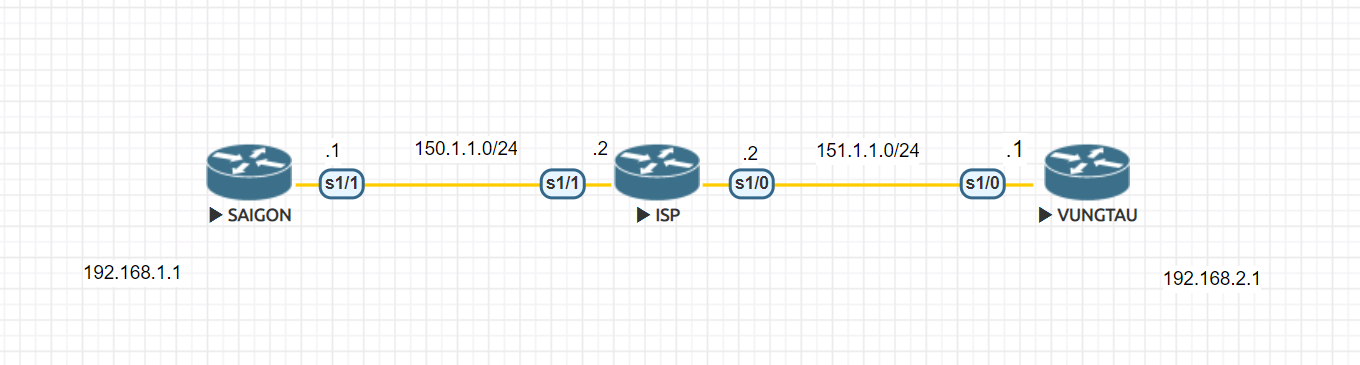 .1
150.1.1.0/24
.2
.2
151.1.1.0/24
.1
s1/1
s1/1
s1/0
s1/0
SAIGON
ISP
VUNGTAU
192.168.1.1
192.168.2.1